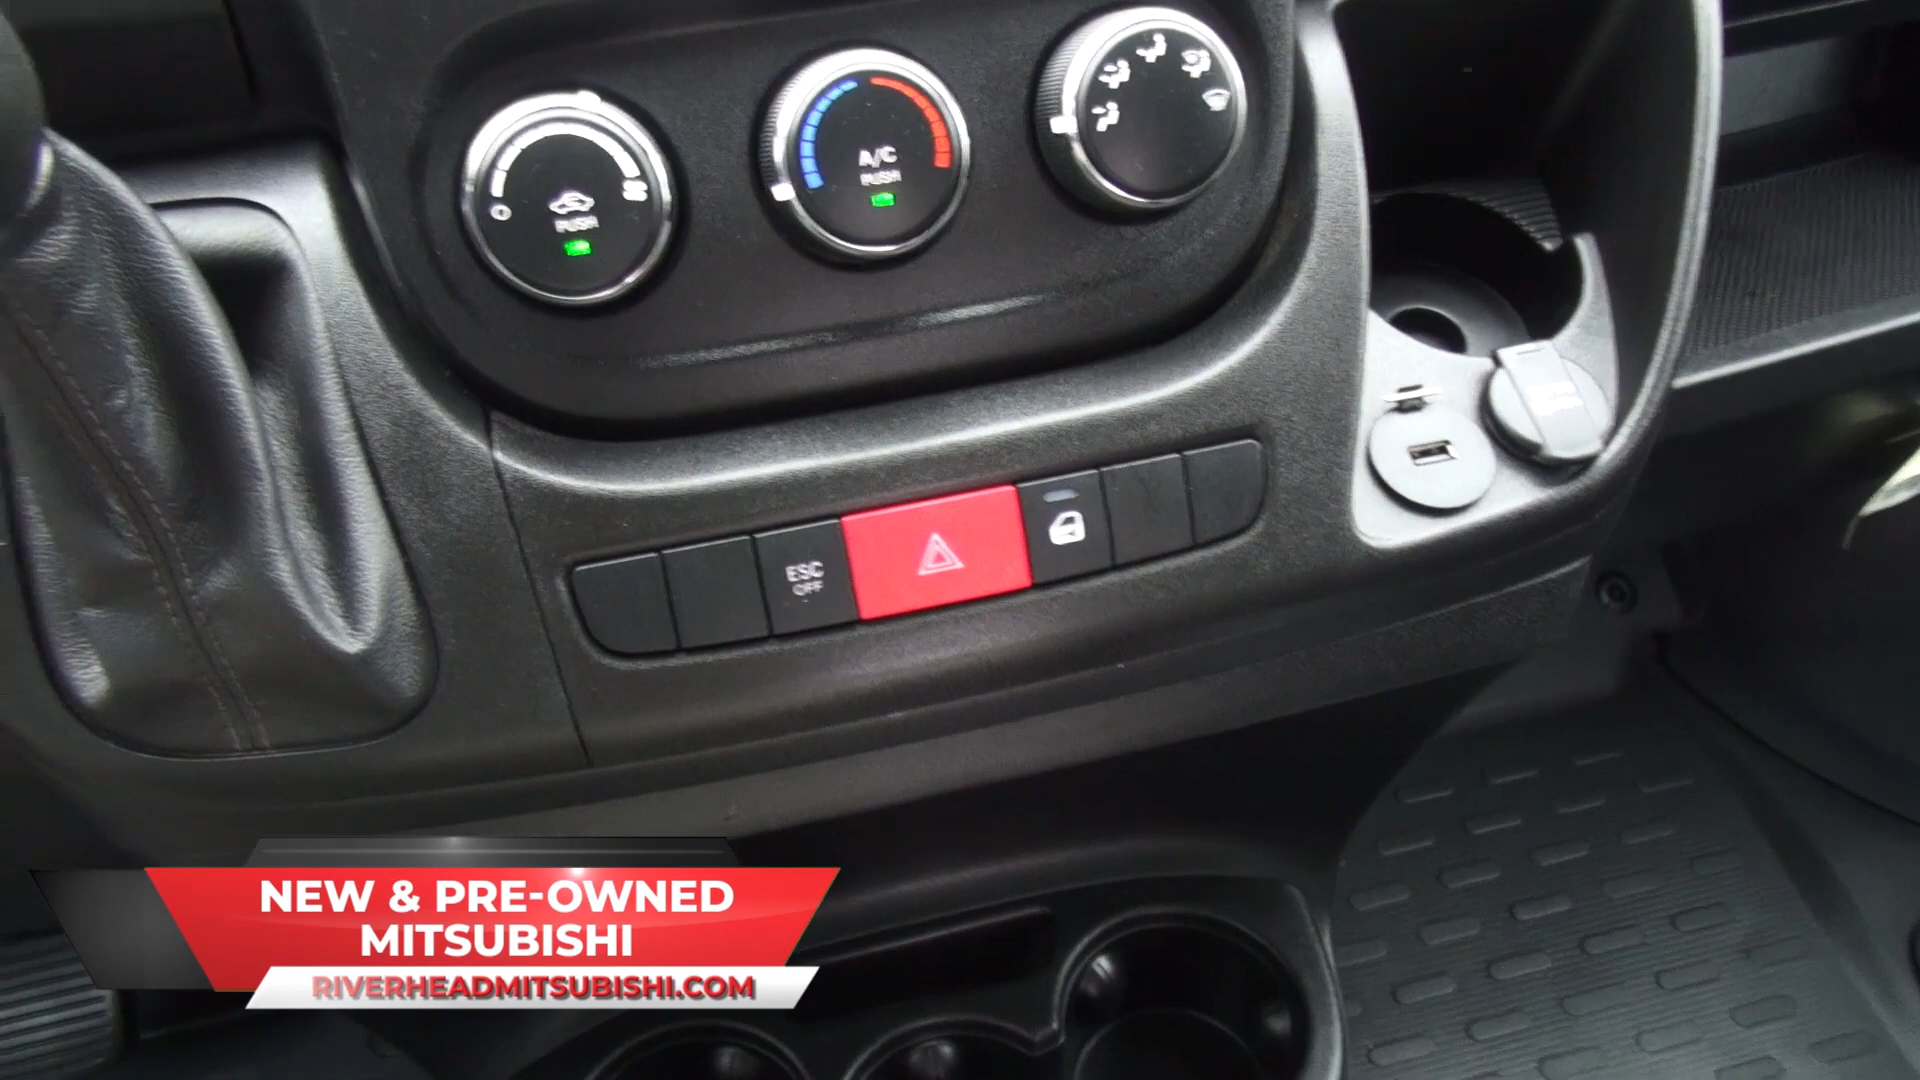 PUSH
A/C
PUSH
ESC
OFF
NEW & PRE-OWNED
MITSUBISHI
RIVERHEADMITSUBISHI.COM